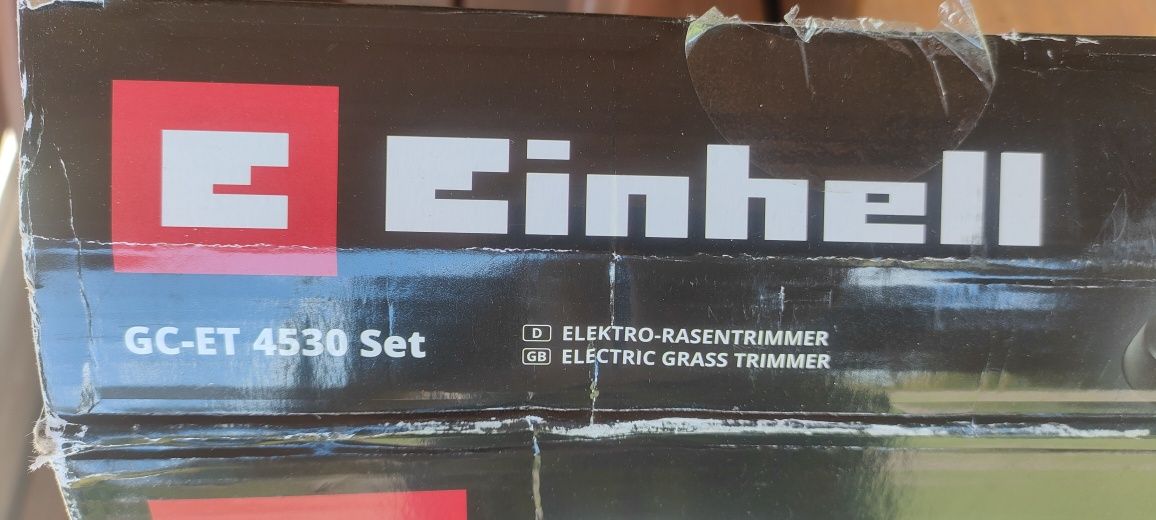 Einhell
GC-ET 4530 Set
D ELEKTRO-RASENTRIMMER
GB ELECTRIC GRASS TRIMMER